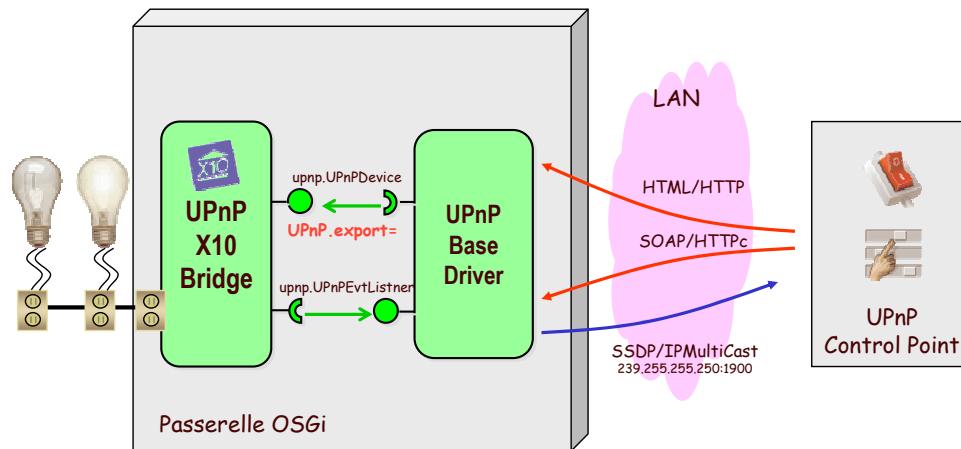 LAN
X10
UPnP
X10
Bridge
upnp.UPnPDevice
UPnP.export=
upnp.UPnPEvtListner
UPnP
Base
Driver
HTML/HTTP
SOAP/HTTPc
SSDP/IPMultiCast
239.255.255.250:1900
UPnP
Control Point
Passerelle OSGi